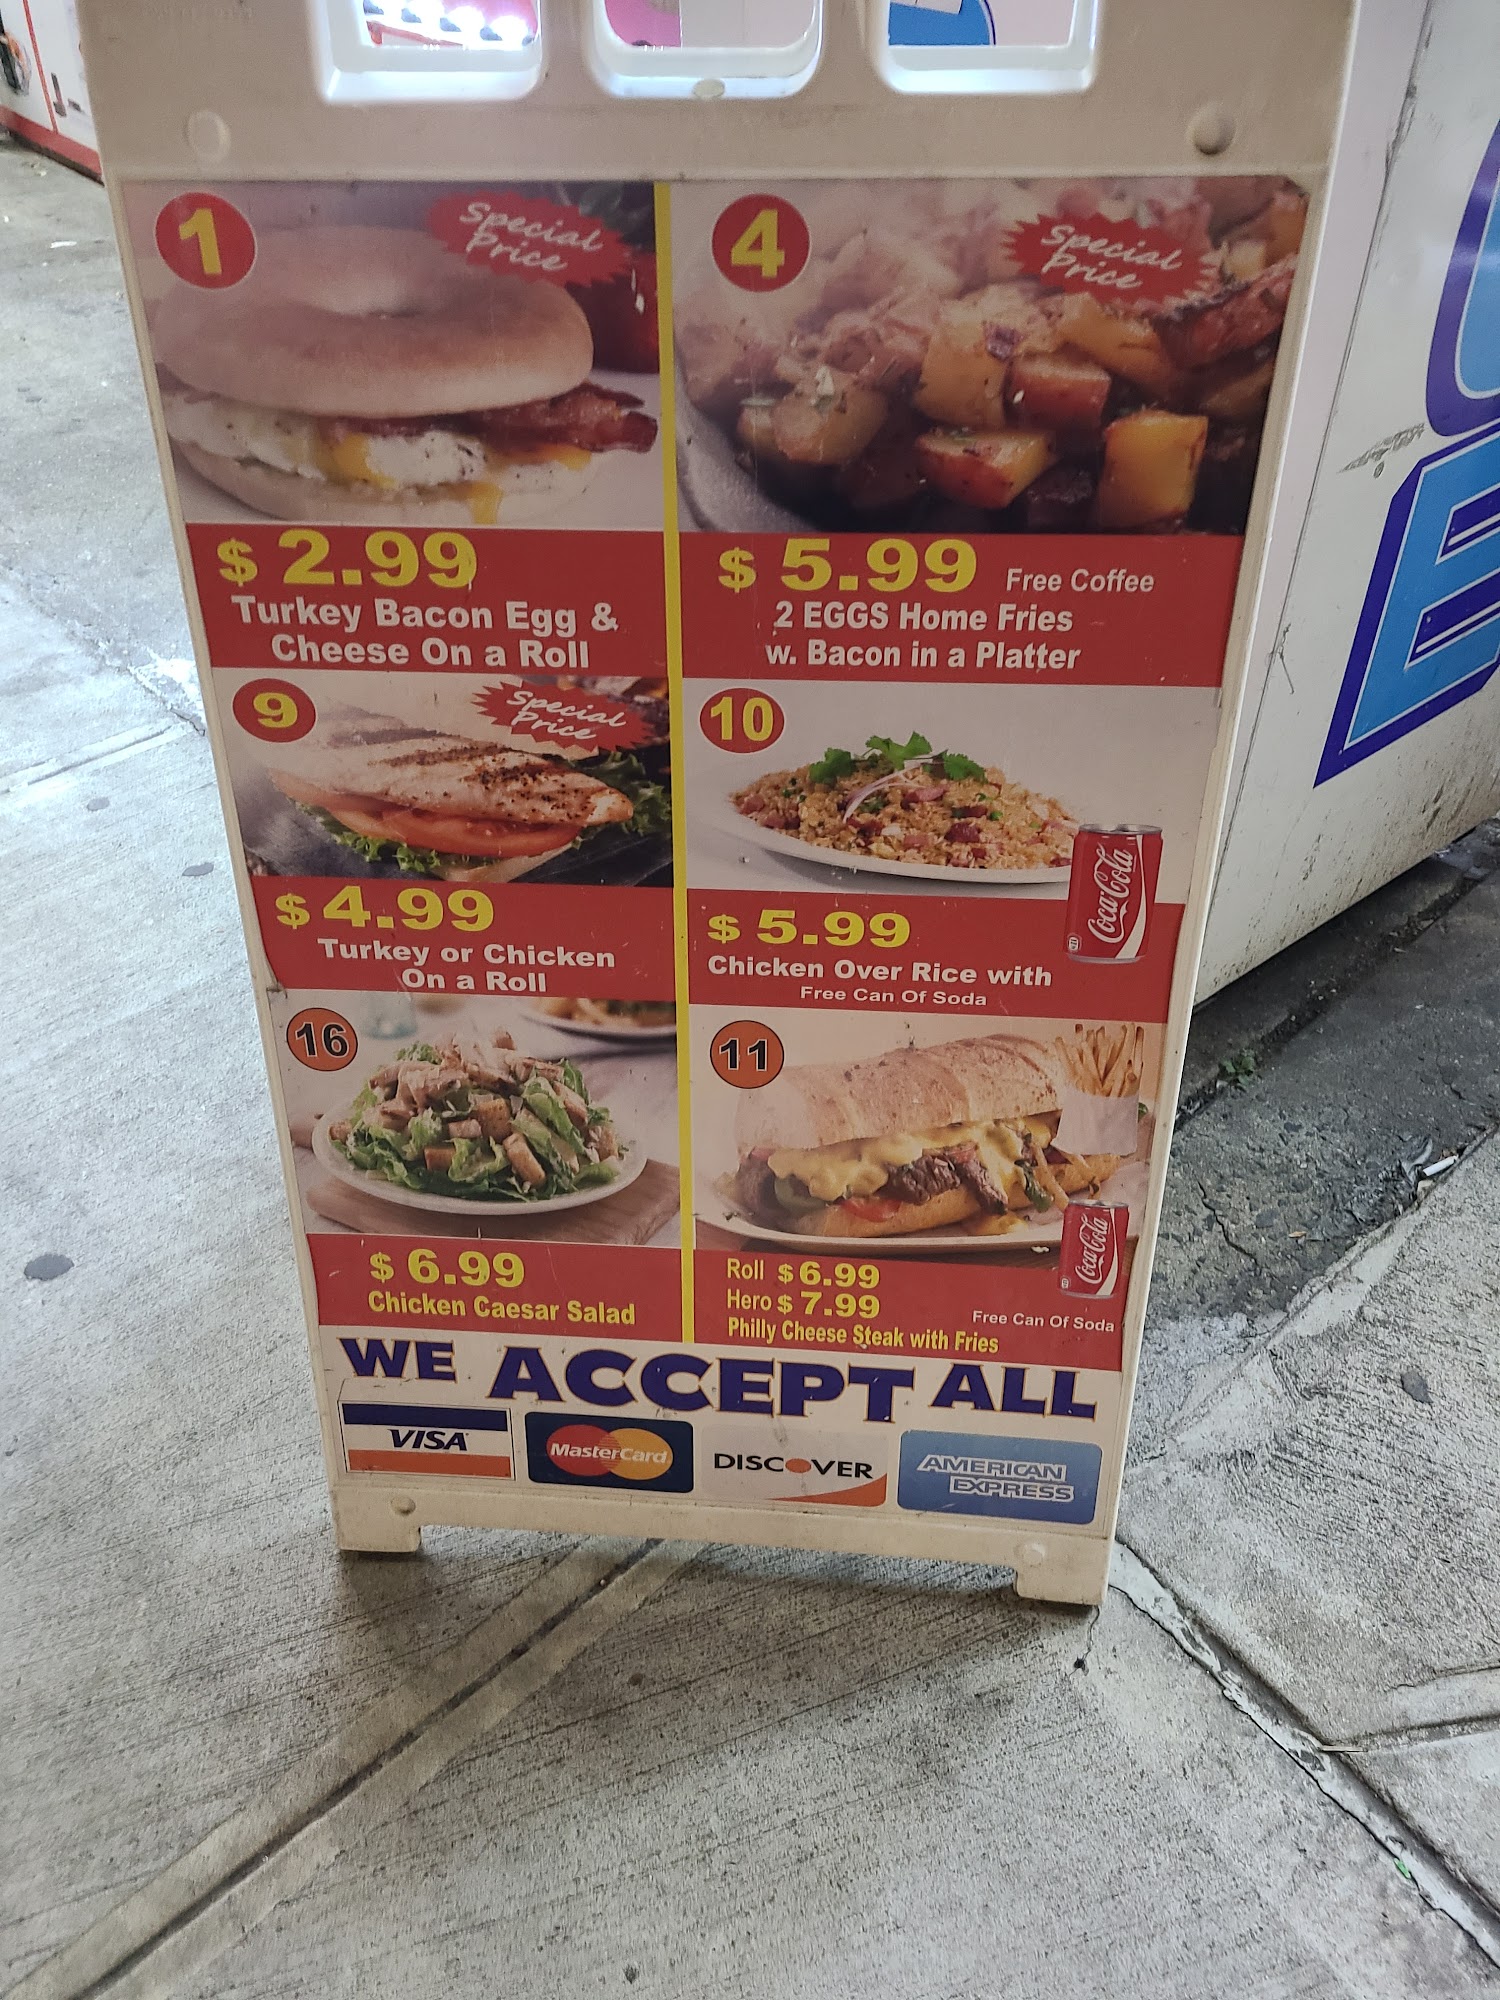 1
Special
Price
$ 2.99
Turkey Bacon Egg &
Cheese On a Roll
4
Special
Price
$ 5.99 Free Coffee
2 EGGS Home Fries
w. Bacon in a Platter
9
Special
Price
$ 4.99
Turkey or Chicken
On a Roll
10
Coca-Cola
$ 5.99
Chicken Over Rice with
Free Can Of Soda
16
$ 6.99
Chicken Caesar Salad
11
Coca-Cola
Roll $ 6.99
Hero $ 7.99
Free Can Of Soda
Philly Cheese Steak with Fries
WE ACCEPT ALL
VISA
MasterCard
DISCOVER
AMERICAN
EXPRESS
E